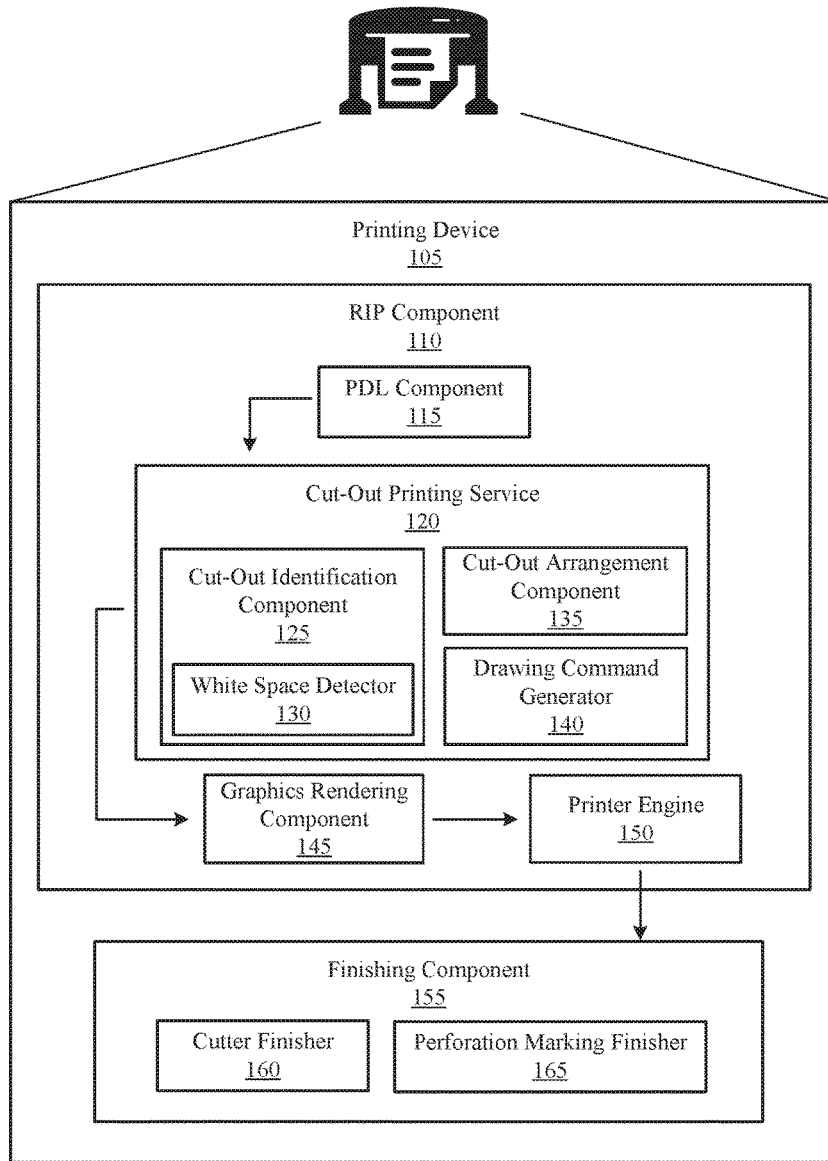 Printing Device
105
RIP Component
110
PDL Component
115
Cut-Out Printing Service
120
Cut-Out Identification
Component
125
White Space Detector
130
Cut-Out Arrangement
Component
135
Drawing Command
Generator
140
Graphics Rendering
Component
145
Printer Engine
150
Finishing Component
155
Cutter Finisher
160
Perforation Marking Finisher
165